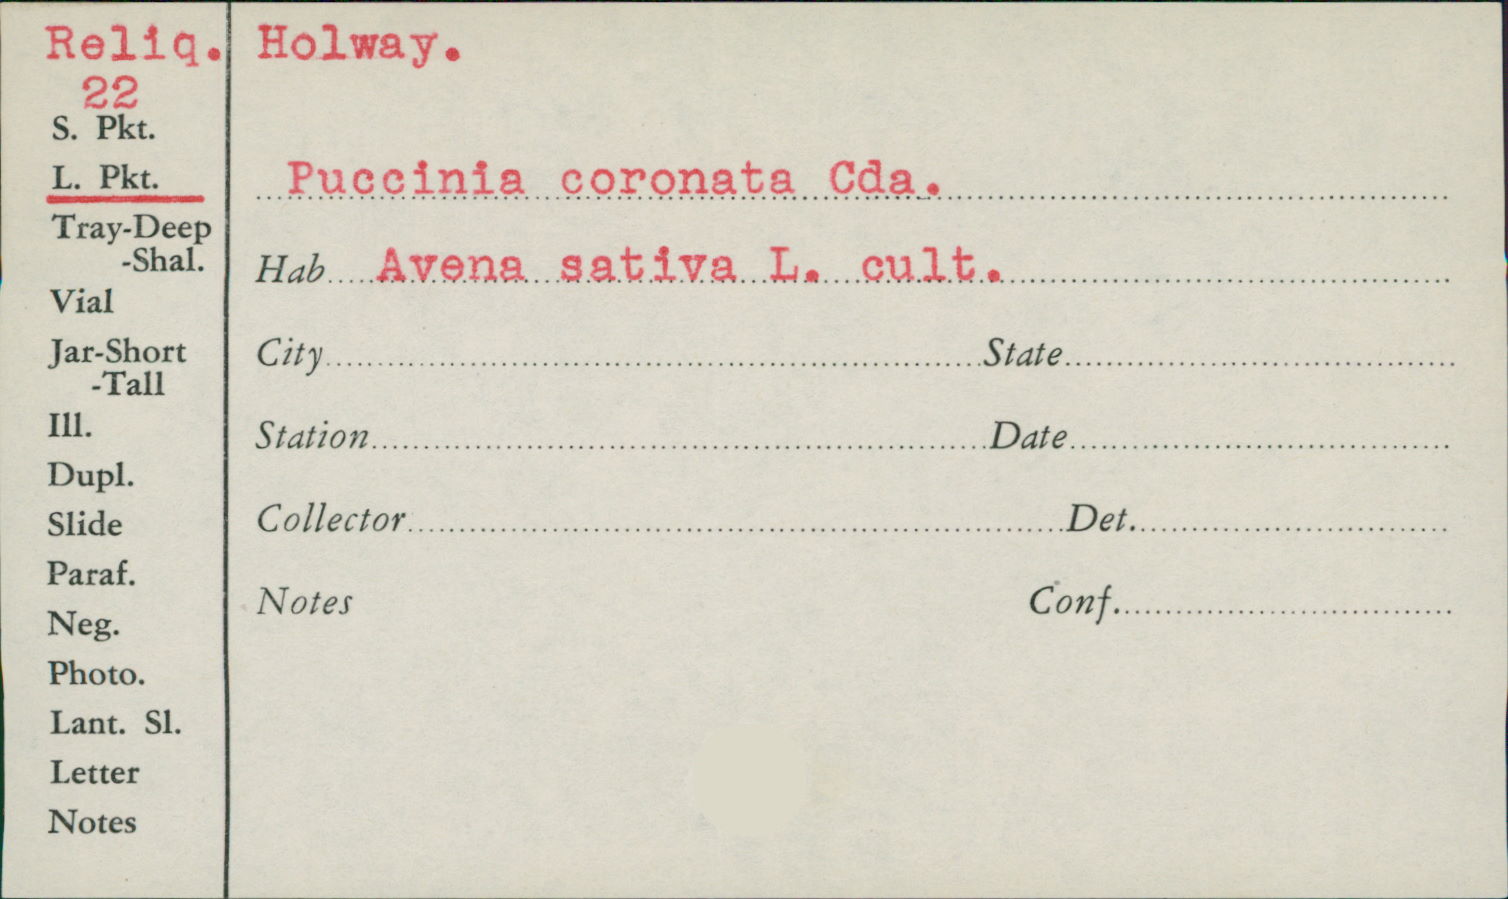 Reliq. Holway.
22
S. Pkt.
L. Pkt.
Puccinia coronata Cda.
Tray-Deep
-Shal.
Hab Avena sativa L. cult.
Vial
Jar-Short
-Tall
City State
Ill.
Station Date
Dupl.
Slide
Collector Det.
Paraf.
Notes Conf.
Neg.
Photo.
Lant. Sl.
Letter
Notes